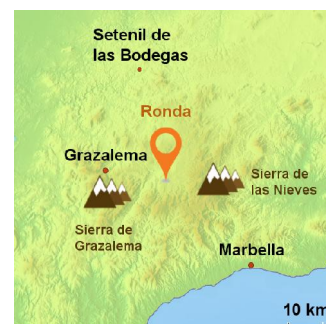 Setenil de
las Bodegas
Ronda
Grazalema
Sierra de
las Nieves
Sierra de
Grazalema
Marbella
10 km